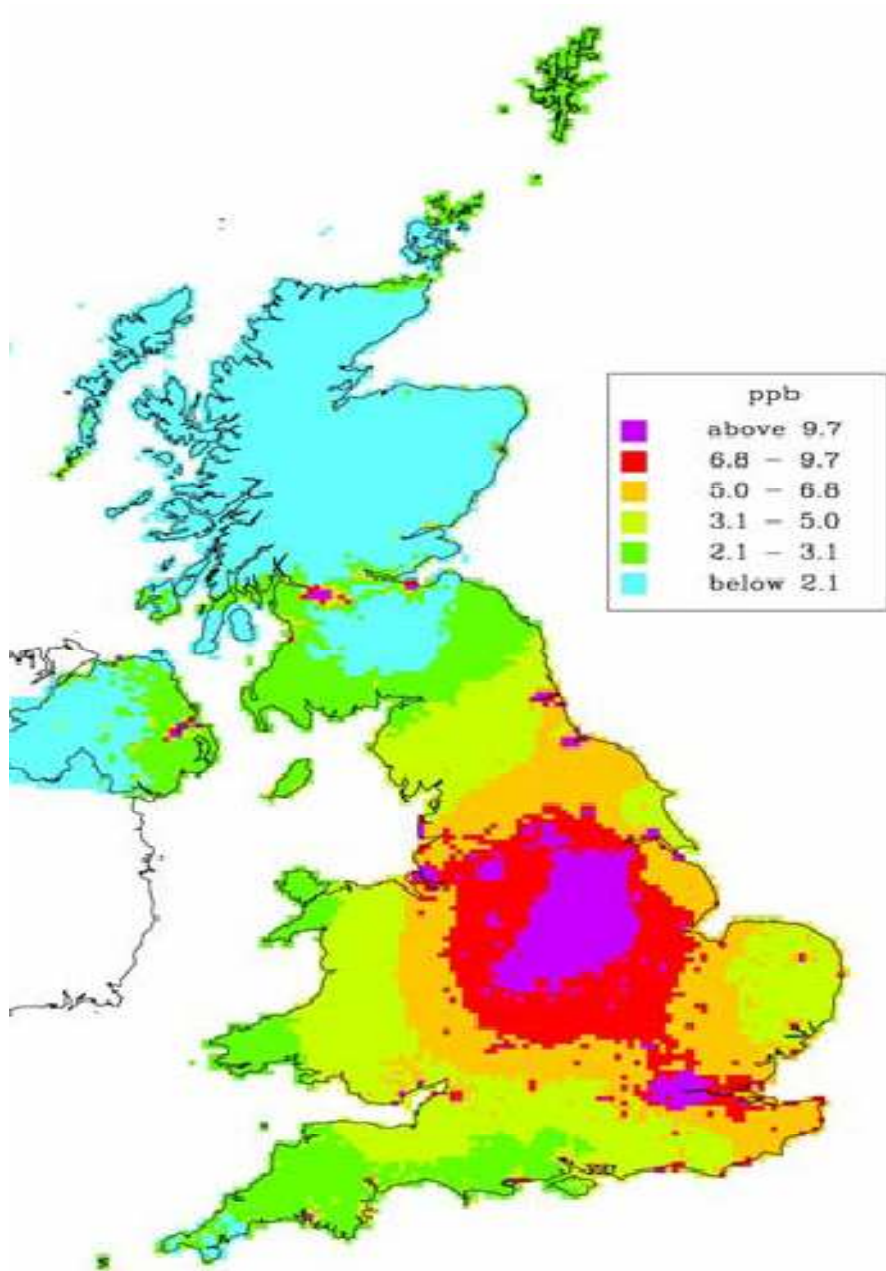 ppb
above 9.7
6.8 – 9.7
5.0 – 6.8
3.1 – 5.0
2.1 – 3.1
below 2.1